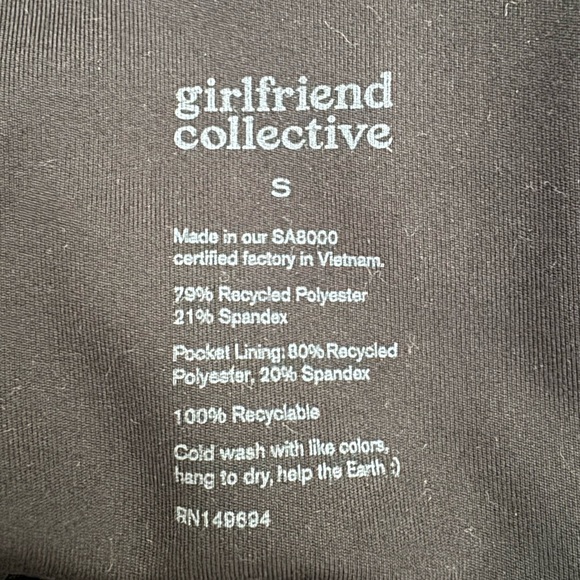 girlfriend
collective
S
Made in our SA8000
certified factory in Vietnam.
79% Recycled Polyester
21% Spandex
Pocket Lining: 80% Recycled
Polyester, 20% Spandex
100% Recyclable
Cold wash with like colors,
hang to dry, help the Earth :)
RN149694